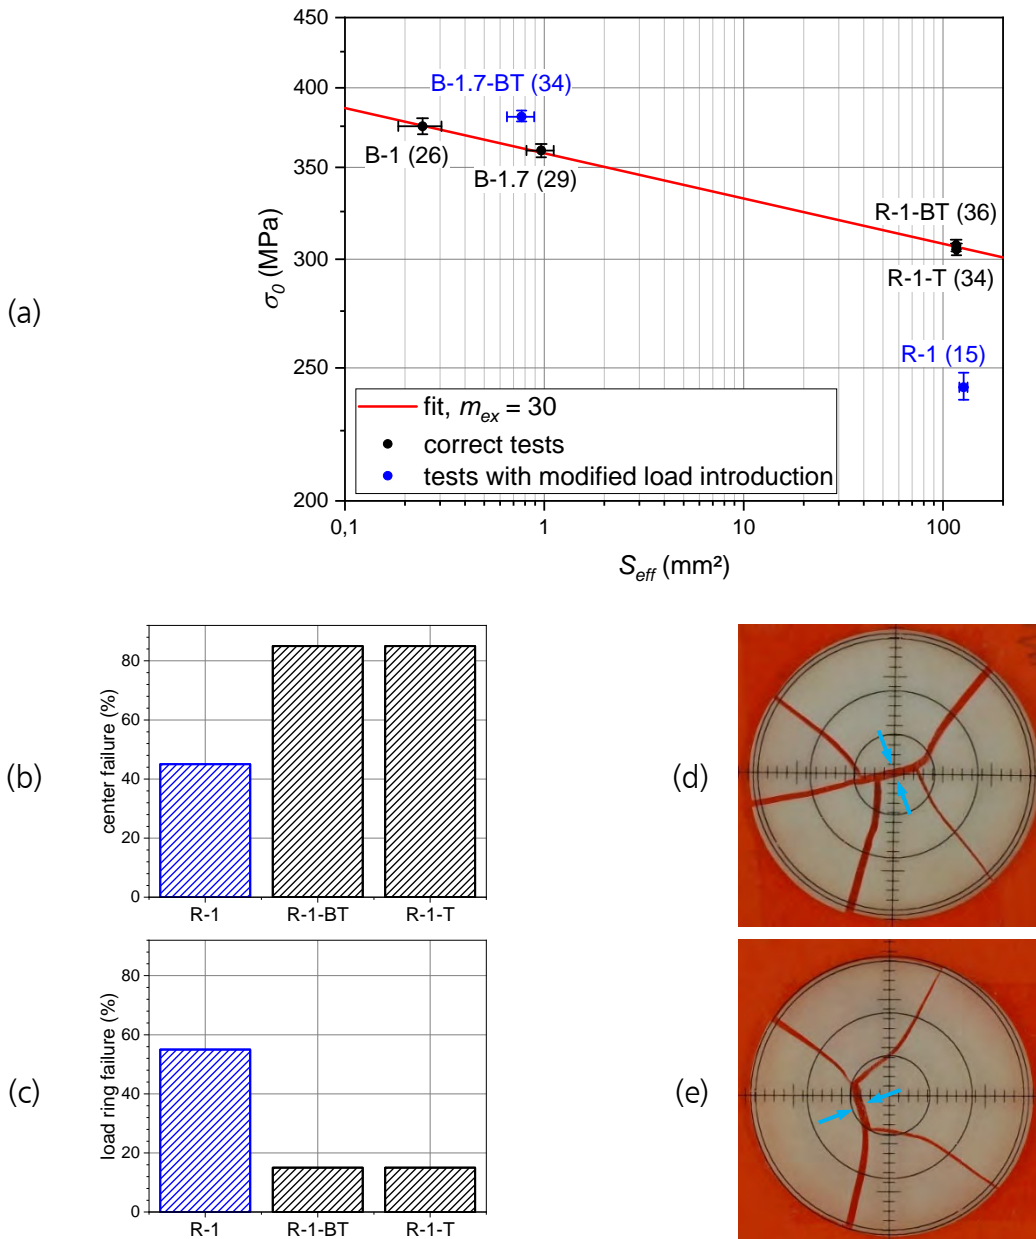 (a)
450
400
350
300
250
200
σ0 (MPa)
B-1.7-BT (34)
B-1 (26)
B-1.7 (29)
R-1-BT (36)
R-1-T (34)
R-1 (15)
fit, mex = 30
correct tests
tests with modified load introduction
0,1
1
10
100
Seff (mm²)
(b)
center failure (%)
80
60
40
20
0
R-1
R-1-BT
R-1-T
(c)
load ring failure (%)
80
60
40
20
0
R-1
R-1-BT
R-1-T
(d)
(e)